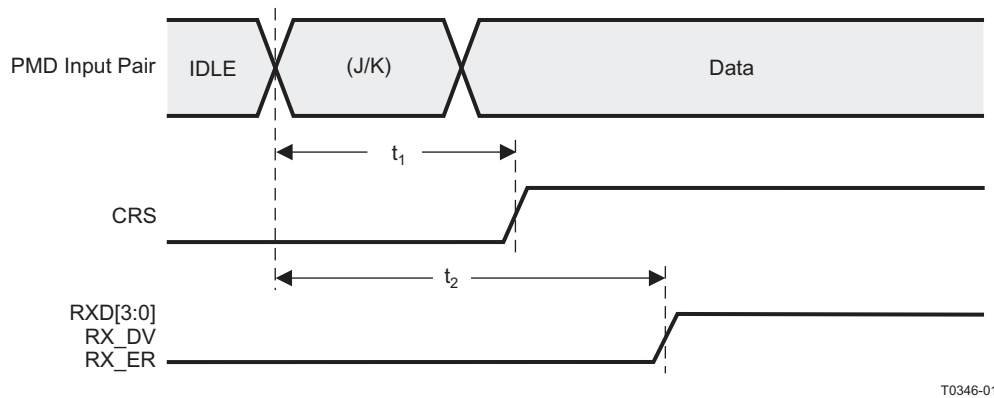 PMD Input Pair
IDLE
(J/K)
Data
t1
CRS
t2
RXD[3:0]
RX_DV
RX_ER
T0346-01